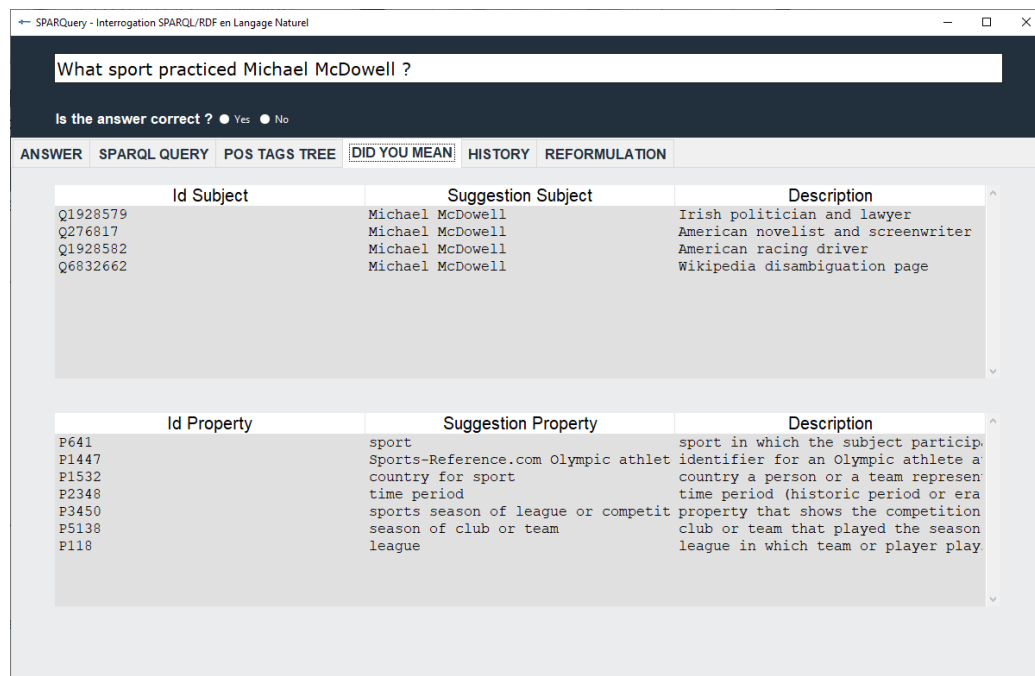 SPARQuery - Interrogation SPARQL/RDF en Langage Naturel
What sport practiced Michael McDowell ?
Is the answer correct ? Yes No
ANSWER SPARQL QUERY POS TAGS TREE DID YOU MEAN HISTORY REFORMULATION
Id Subject Suggestion Subject Description
Q1928579 Michael McDowell Irish politician and lawyer
Q276817 Michael McDowell American novelist and screenwriter
Q1928582 Michael McDowell American racing driver
Q6832662 Michael McDowell Wikipedia disambiguation page
Id Property Suggestion Property Description
P641 sport sport in which the subject particip
P1447 Sports-Reference.com Olympic athlet identifier for an Olympic athlete a
P1532 country for sport country a person or a team represen
P2348 time period time period (historic period or era
P3450 sports season of league or competit property that shows the competition
P5138 season of club or team club or team that played the season
P118 league league in which team or player play